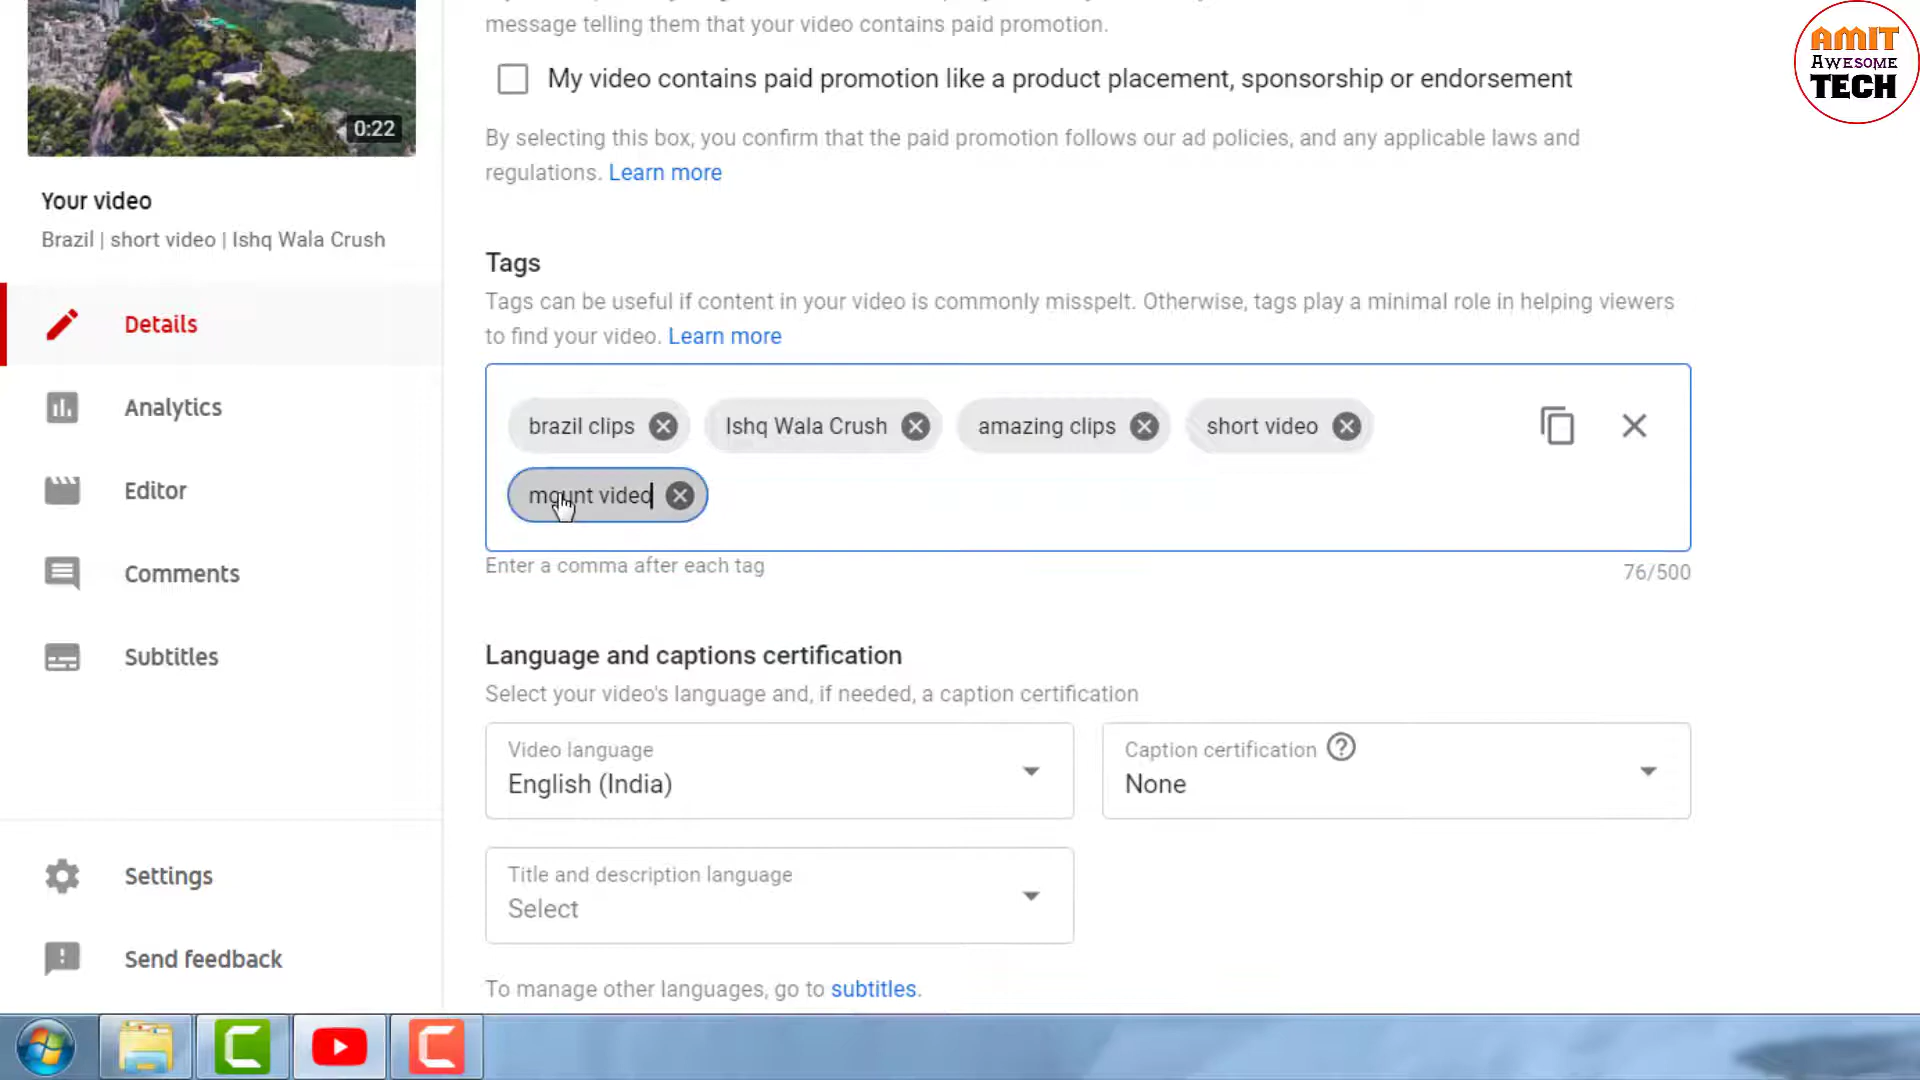 message telling them that your video contains paid promotion.
AMIT
AWESOME
TECH
My video contains paid promotion like a product placement, sponsorship or endorsement
0:22
By selecting this box, you confirm that the paid promotion follows our ad policies, and any applicable laws and
regulations. Learn more
Your video
Brazil | short video | Ishq Wala Crush
Tags
Tags can be useful if content in your video is commonly misspelt. Otherwise, tags play a minimal role in helping viewers
to find your video. Learn more
Details
Analytics
Editor
Comments
Subtitles
brazil clips
Ishq Wala Crush
amazing clips
short video
mount video
Enter a comma after each tag
76/500
Language and captions certification
Select your video's language and, if needed, a caption certification
Video language
English (India)
Caption certification
None
Title and description language
Select
Settings
Send feedback
To manage other languages, go to subtitles.